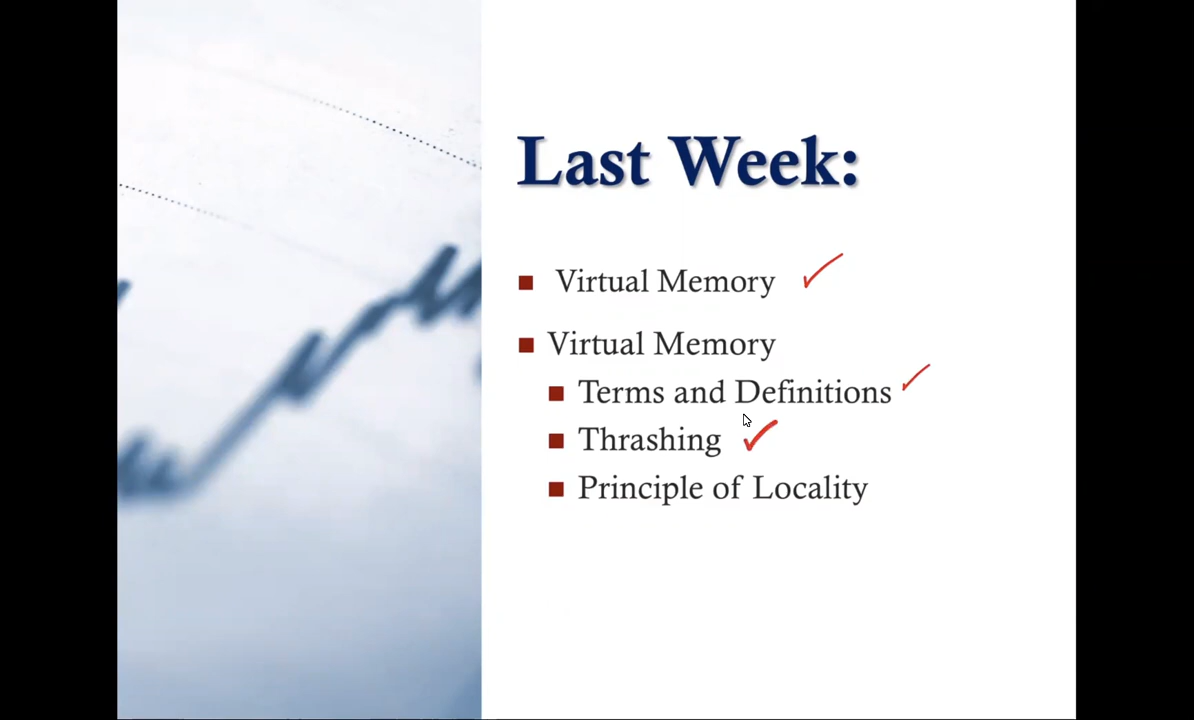 Last Week:
Virtual Memory
Virtual Memory
Terms and Definitions
Thrashing
Principle of Locality